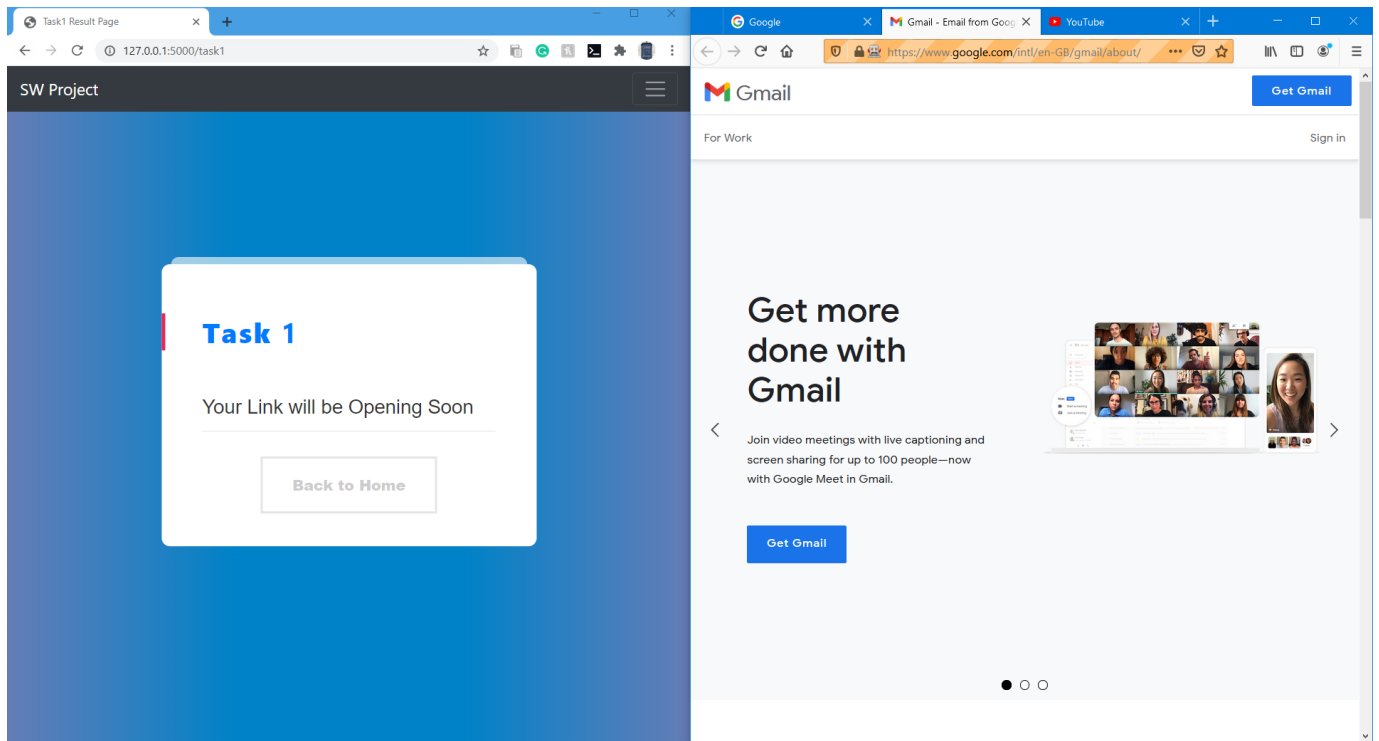 Task1 Result Page
127.0.0.1:5000/task1
SW Project
Task 1
Your Link will be Opening Soon
Back to Home
Google
Gmail - Email from Goog
YouTube
https://www.google.com/intl/en-GB/gmail/about/
Gmail
Get Gmail
For Work
Sign in
Get more
done with
Gmail
Join video meetings with live captioning and
screen sharing for up to 100 people—now
with Google Meet in Gmail.
Get Gmail